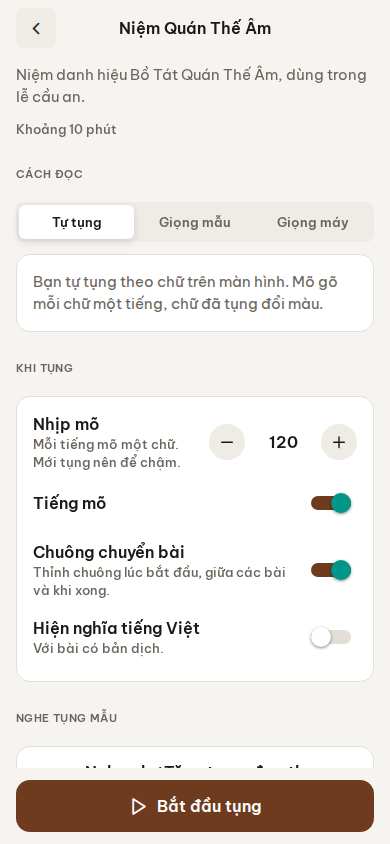 Niệm Quán Thế Âm
Niệm danh hiệu Bồ Tát Quán Thế Âm, dùng trong
lễ cầu an.
Khoảng 10 phút
CÁCH ĐỌC
Tự tụng
Giọng mẫu
Giọng máy
Bạn tự tụng theo chữ trên màn hình. Mõ gõ
mỗi chữ một tiếng, chữ đã tụng đổi màu.
KHI TỤNG
Nhịp mõ
Mỗi tiếng mõ một chữ.
Mới tụng nên để chậm.
120
Tiếng mõ
Chuông chuyển bài
Thỉnh chuông lúc bắt đầu, giữa các bài
và khi xong.
Hiện nghĩa tiếng Việt
Với bài có bản dịch.
NGHE TỤNG MẪU
Bắt đầu tụng